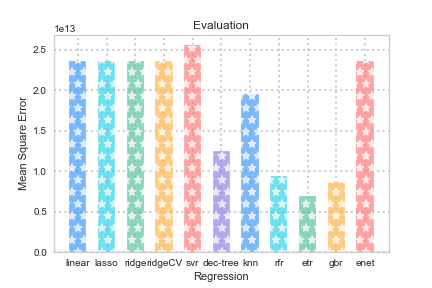 Evaluation
1e13
2.5
2.0
1.5
1.0
0.5
0.0
Mean Square Error
linear lasso ridge ridgeCV svr dec-tree knn rfr etr gbr enet
Regression